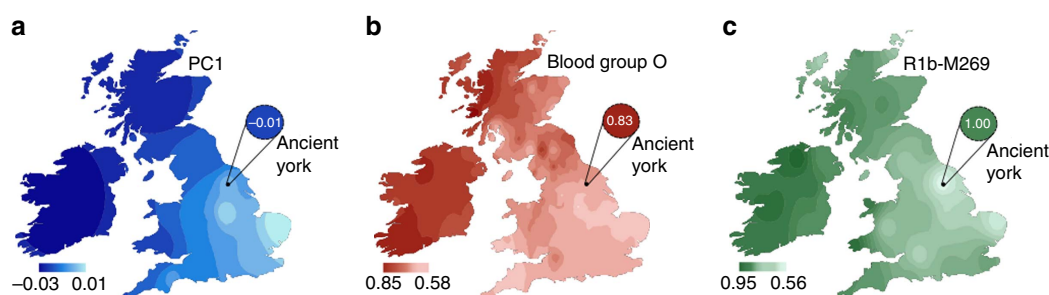 a
PC1
−0.01
Ancient
york
−0.03 0.01
b
Blood group O
0.83
Ancient
york
0.85 0.58
c
R1b-M269
1.00
Ancient
york
0.95 0.56